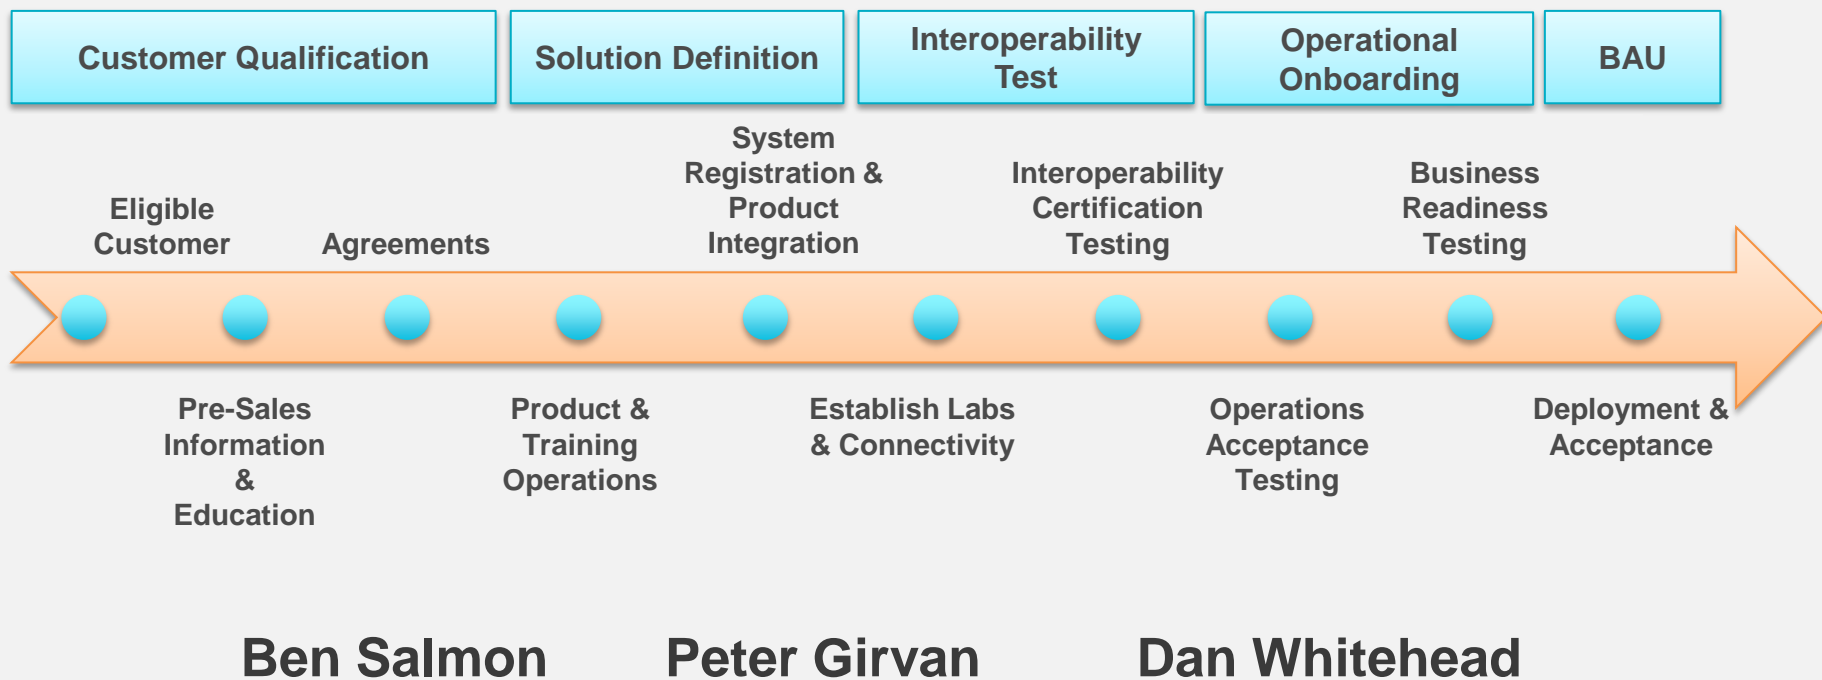 Customer Qualification
Solution Definition
Interoperability
Test
Operational
Onboarding
BAU
Eligible
Customer
Agreements
System
Registration &
Product
Integration
Interoperability
Certification
Testing
Business
Readiness
Testing
Pre-Sales
Information
&
Education
Product &
Training
Operations
Establish Labs
& Connectivity
Operations
Acceptance
Testing
Deployment &
Acceptance
Ben Salmon
Peter Girvan
Dan Whitehead